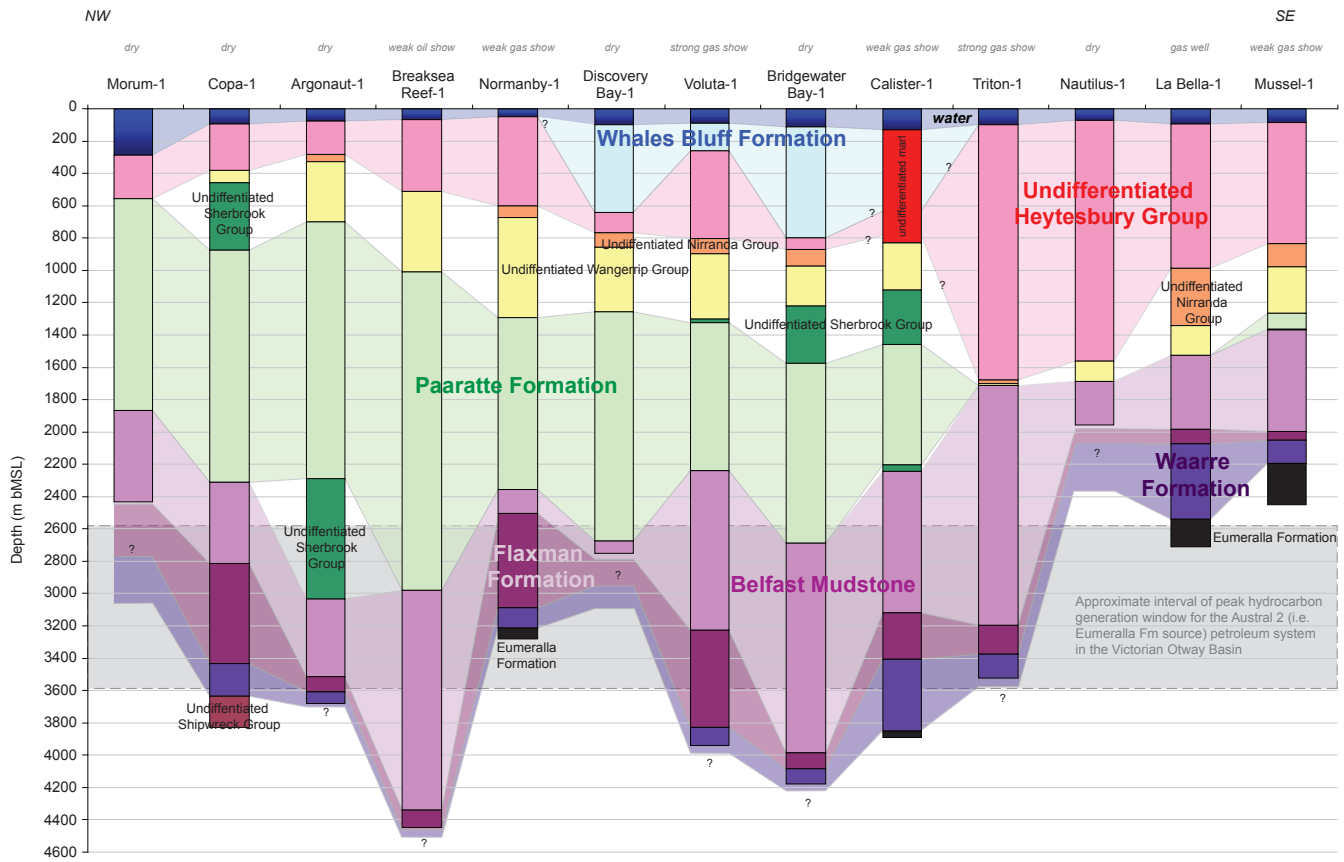 NW
SE
dry
dry
dry
weak oil show
weak gas show
dry
strong gas show
dry
weak gas show
strong gas show
dry
gas well
weak gas show
Morum-1
Copa-1
Argonaut-1
Breaksea
Reef-1
Normanby-1
Discovery
Bay-1
Voluta-1
Bridgewater
Bay-1
Calister-1
Triton-1
Nautilus-1
La Bella-1
Mussel-1
Depth (m bMSL)
0
200
400
600
800
1000
1200
1400
1600
1800
2000
2200
2400
2600
2800
3000
3200
3400
3600
3800
4000
4200
4400
4600
water
?
Whales Bluff Formation
undifferentiated marl
?
Undifferentiated
Heytesbury Group
Undiffentiated
Sherbrook
Group
?
?
Undiffentiated Nirranda Group
Undiffentiated Wangerrip Group
?
Undiffentiated
Nirranda
Group
Undiffentiated Sherbrook Group
Paaratte Formation
Waarre
Formation
?
Undiffentiated
Sherbrook
Group
Eumeralla Formation
?
Flaxman
Formation
?
Belfast Mudstone
Approximate interval of peak hydrocarbon
generation window for the Austral 2 (i.e.
Eumeralla Fm source) petroleum system
in the Victorian Otway Basin
Eumeralla
Formation
Undiffentiated
Shipwreck Group
?
?
?
?
?